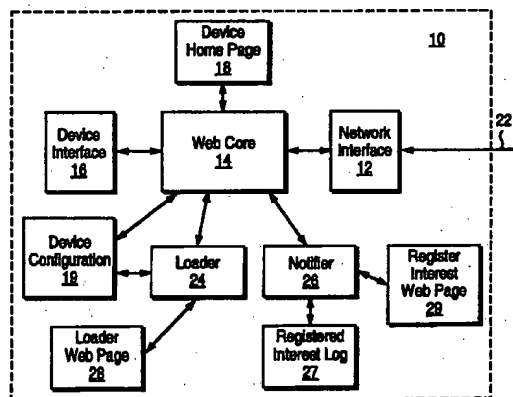 Device
Home Page
18
10
22
Device
Interface
16
Web Core
14
Network
Interface
12
Device
Configuration
19
Loader
24
Notifier
26
Register
Interest Web Page
29
Loader
Web Page
28
Registered
Interest Log
27